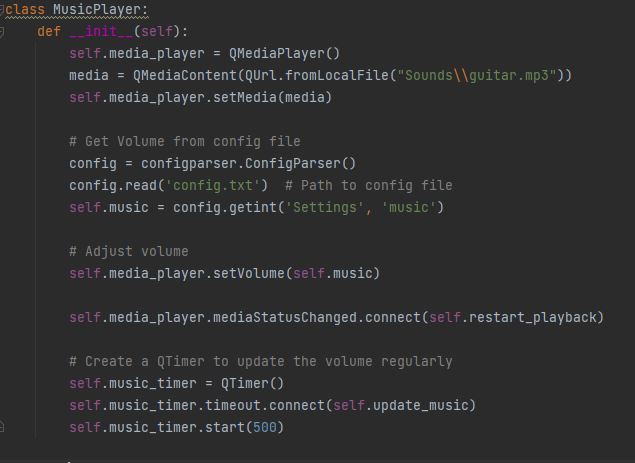 class MusicPlayer:
    def __init__(self):
        self.media_player = QMediaPlayer()
        media = QMediaContent(QUrl.fromLocalFile("Sounds\\guitar.mp3"))
        self.media_player.setMedia(media)

        # Get Volume from config file
        config = configparser.ConfigParser()
        config.read('config.txt')  # Path to config file
        self.music = config.getint('Settings', 'music')

        # Adjust volume
        self.media_player.setVolume(self.music)

        self.media_player.mediaStatusChanged.connect(self.restart_playback)

        # Create a QTimer to update the volume regularly
        self.music_timer = QTimer()
        self.music_timer.timeout.connect(self.update_music)
        self.music_timer.start(500)